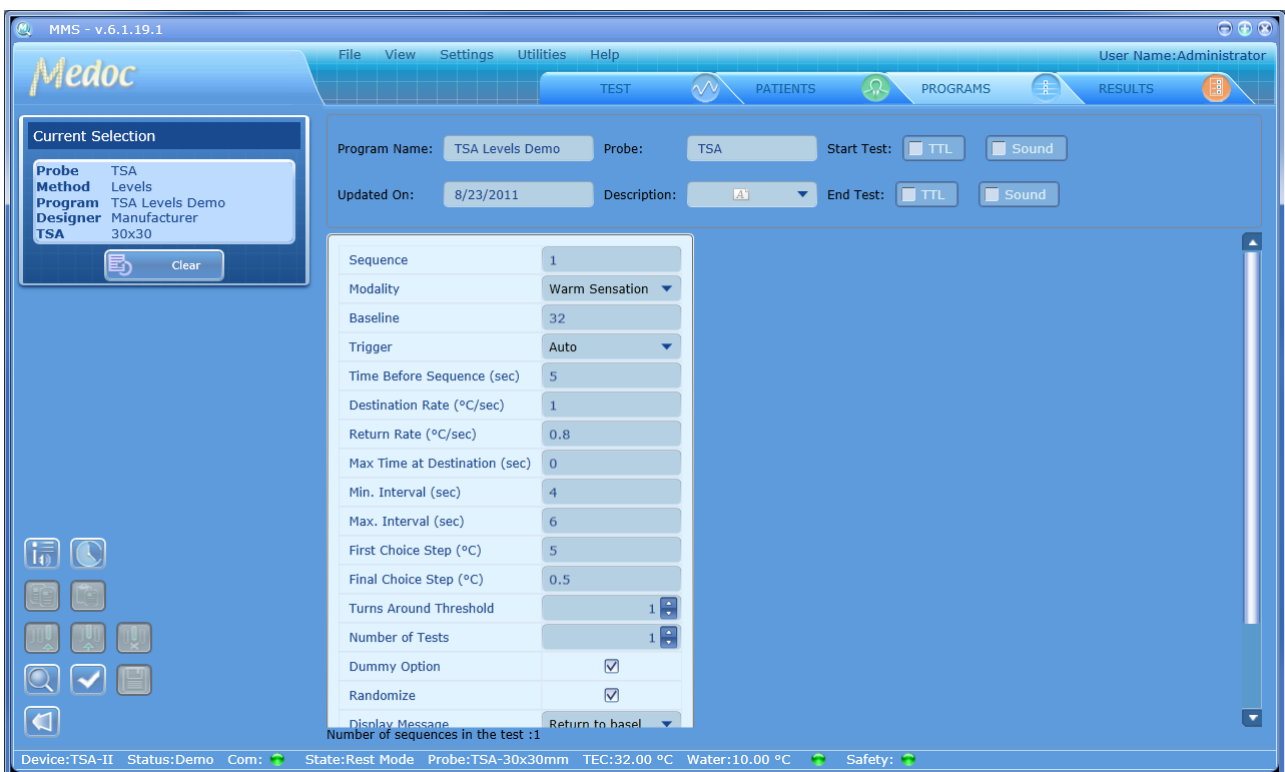 MMS - v.6.1.19.1
Medoc
File View Settings Utilities Help
User Name:Administrator
TEST PATIENTS PROGRAMS RESULTS
Current Selection
Probe TSA
Method Levels
Program TSA Levels Demo
Designer Manufacturer
TSA 30x30
Clear
Program Name: TSA Levels Demo Probe: TSA Start Test: TTL Sound
Updated On: 8/23/2011 Description: End Test: TTL Sound
Sequence 1
Modality Warm Sensation
Baseline 32
Trigger Auto
Time Before Sequence (sec) 5
Destination Rate (°C/sec) 1
Return Rate (°C/sec) 0.8
Max Time at Destination (sec) 0
Min. Interval (sec) 4
Max. Interval (sec) 6
First Choice Step (°C) 5
Final Choice Step (°C) 0.5
Turns Around Threshold 1
Number of Tests 1
Dummy Option
Randomize
Display Message Return to basel
Number of sequences in the test :1
Device:TSA-II Status:Demo Com: State:Rest Mode Probe:TSA-30x30mm TEC:32.00 °C Water:10.00 °C Safety: